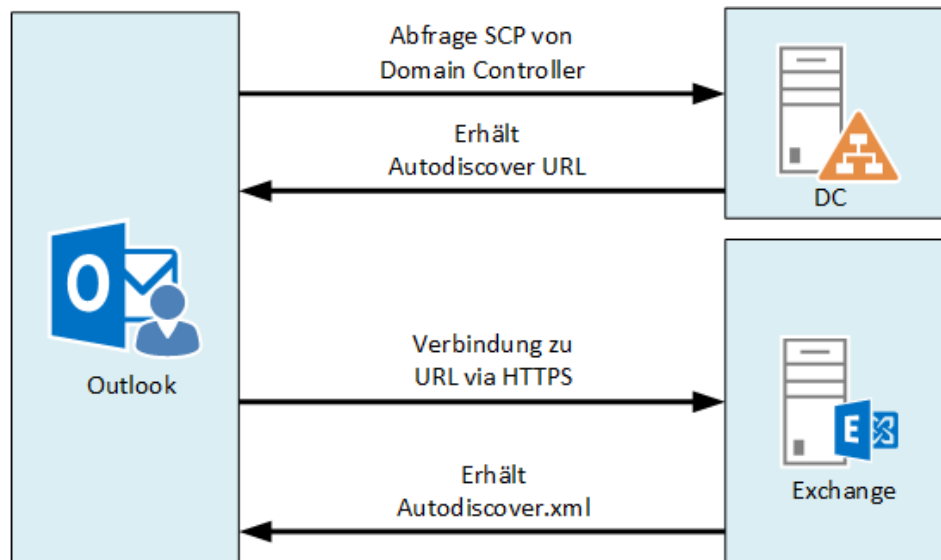 Abfrage SCP von
Domain Controller
Erhält
Autodiscover URL
DC
Outlook
Verbindung zu
URL via HTTPS
Erhält
Autodiscover.xml
Exchange